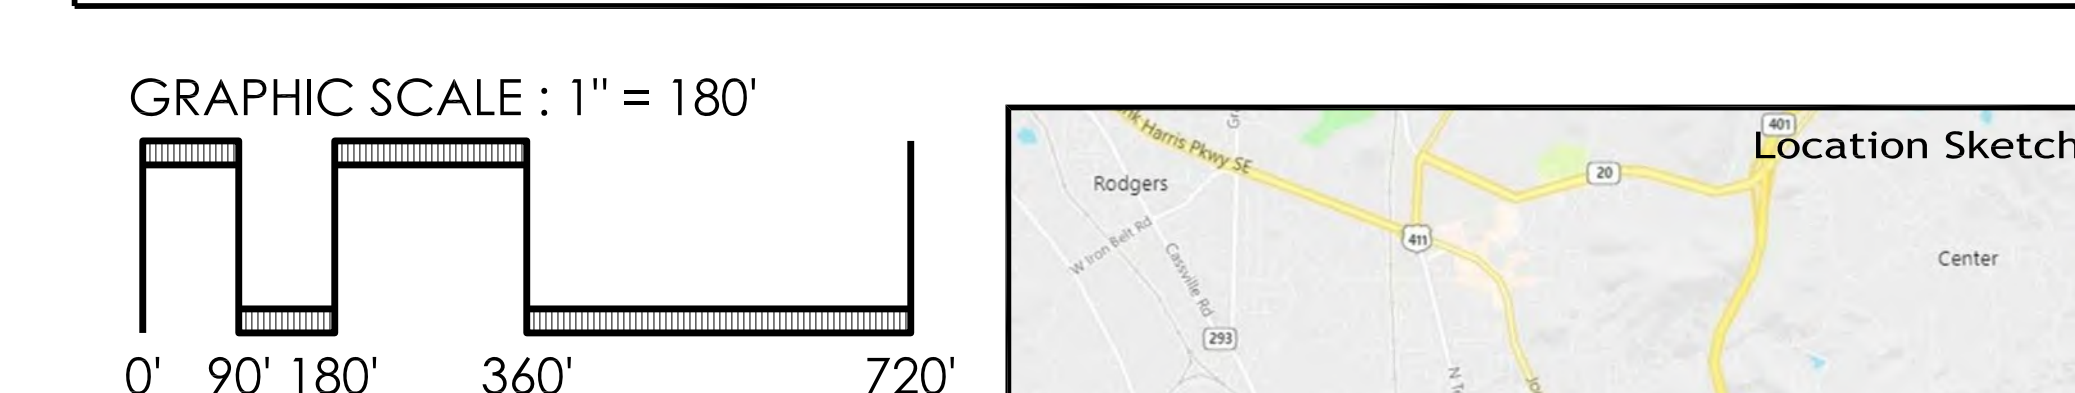 GRAPHIC SCALE : 1" = 180'
0' 90' 180' 360' 720'
Location Sketch
401
Harris Pkwy SE
20
Rodgers
411
W Iron Belt Rd
Cassville Rd
Center
293